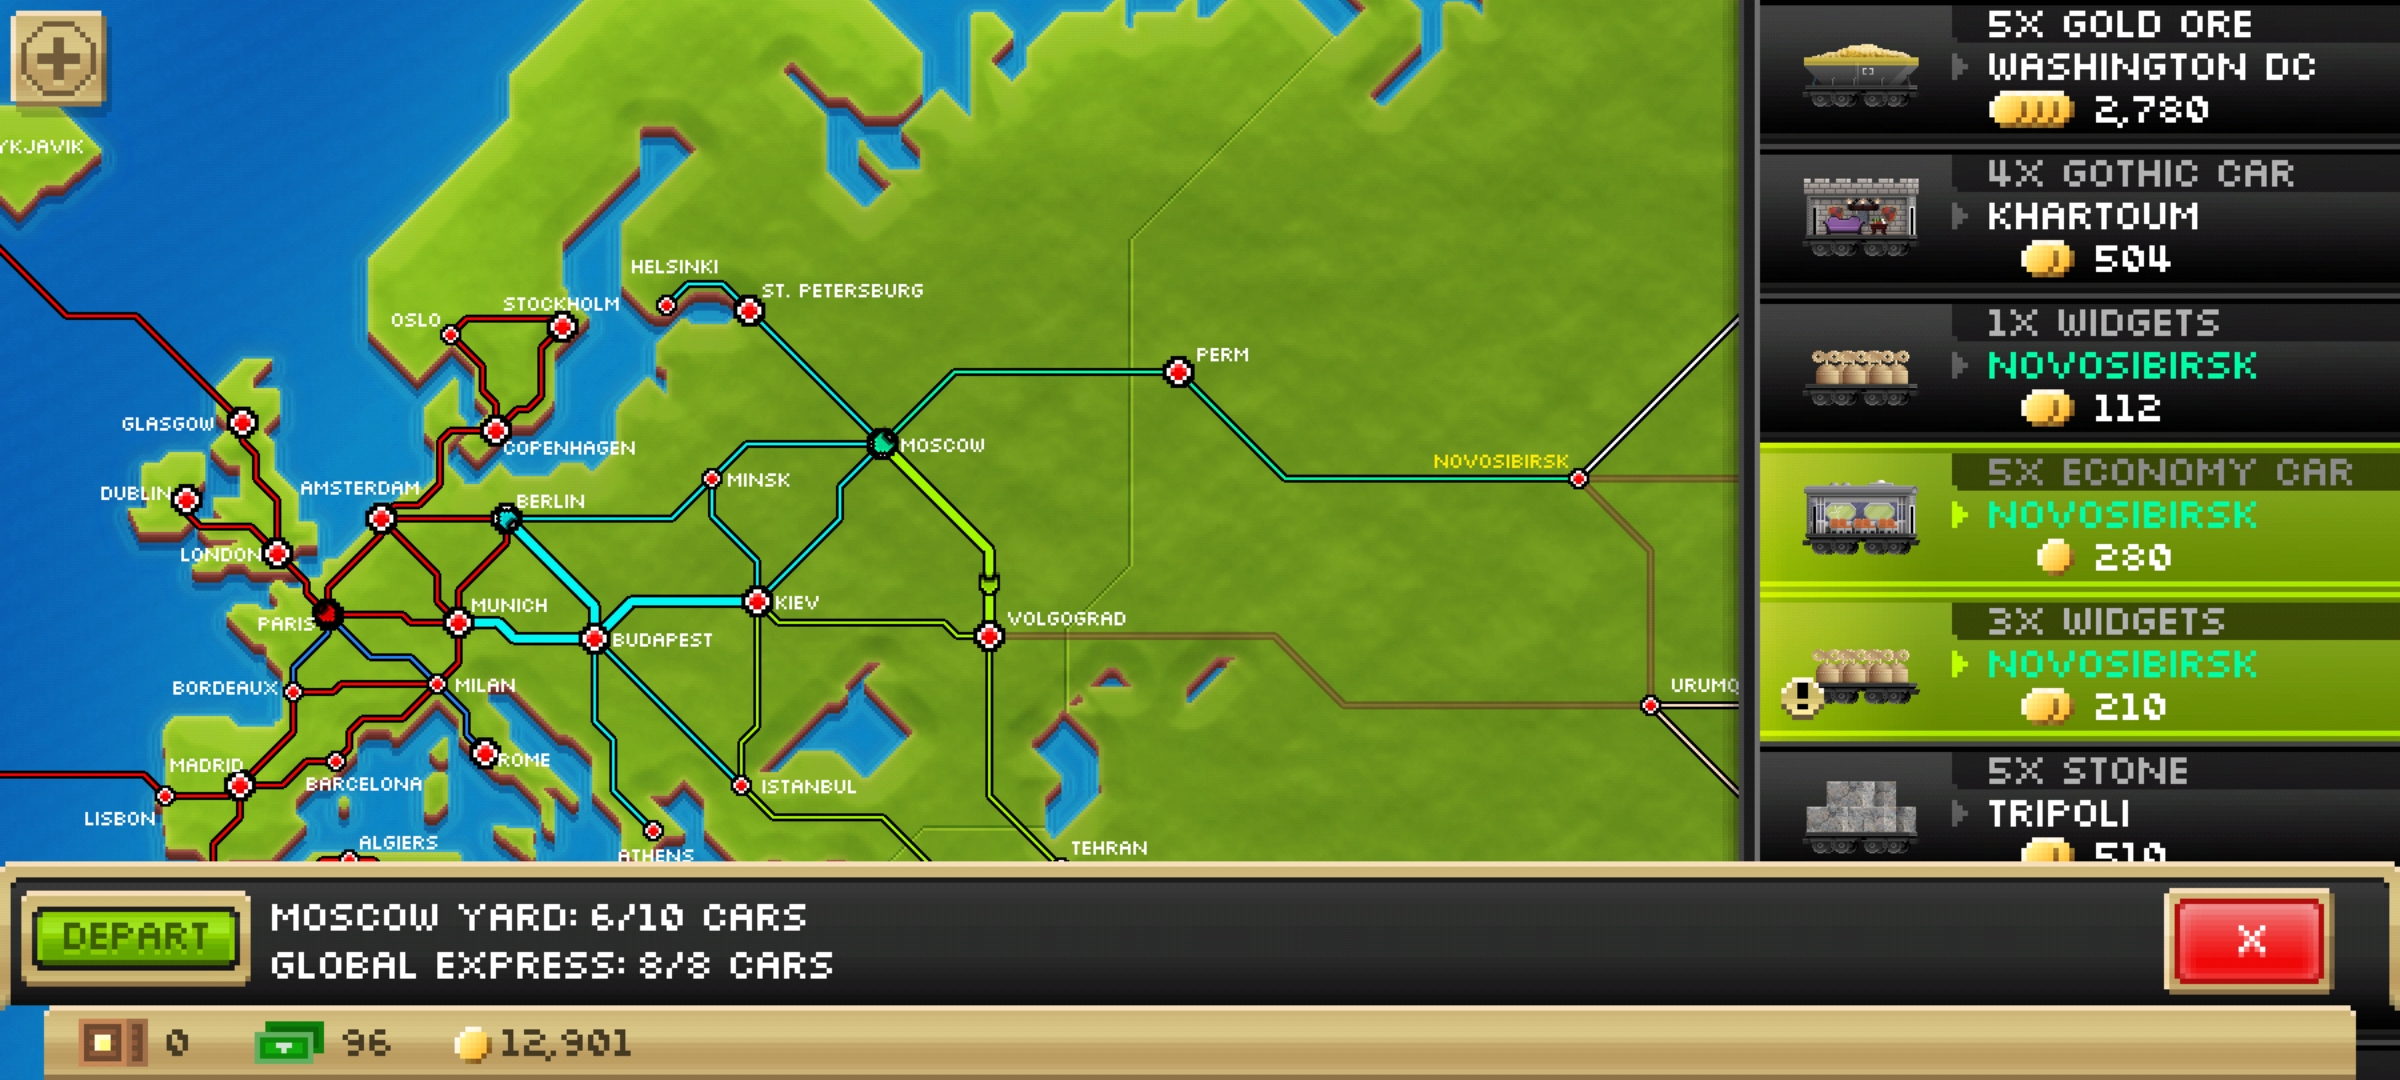 YKJAVIK
HELSINKI
ST. PETERSBURG
STOCKHOLM
OSLO
PERM
GLASGOW
COPENHAGEN
MOSCOW
NOVOSIBIRSK
MINSK
AMSTERDAM
DUBLIN
BERLIN
LONDON
MUNICH
KIEV
PARIS
VOLGOGRAD
BUDAPEST
BORDEAUX
MILAN
URUMQ
ROME
MADRID
BARCELONA
ISTANBUL
LISBON
ALGIERS
TEHRAN
ATHENS
5X GOLD ORE
WASHINGTON DC
2,780
4X GOTHIC CAR
KHARTOUM
504
1X WIDGETS
NOVOSIBIRSK
112
5X ECONOMY CAR
NOVOSIBIRSK
280
3X WIDGETS
NOVOSIBIRSK
210
5X STONE
TRIPOLI
510
DEPART
MOSCOW YARD: 6/10 CARS
GLOBAL EXPRESS: 8/8 CARS
X
0
96
12,901